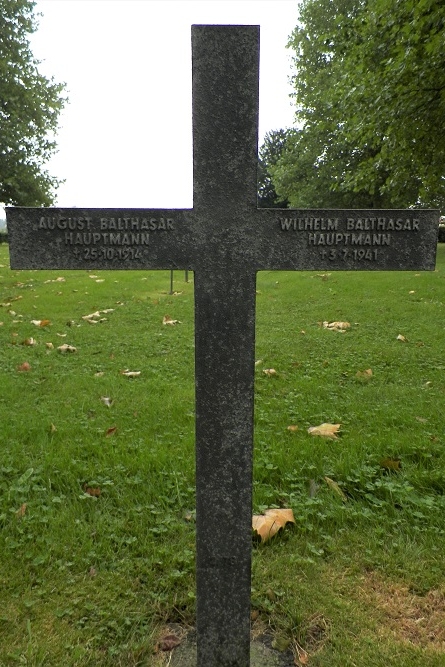 AUGUST BALTHASAR
HAUPTMANN
† 25·10·1914
WILHELM BALTHASAR
HAUPTMANN
† 3·7·1941